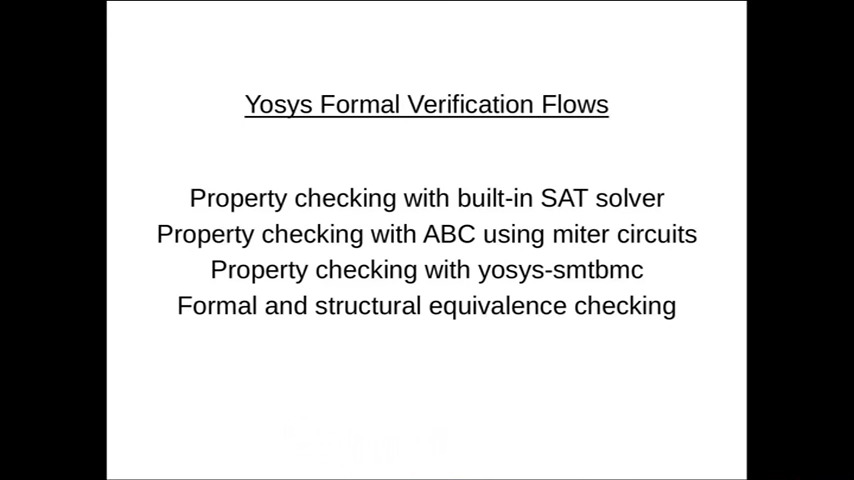 Yosys Formal Verification Flows
Property checking with built-in SAT solver
Property checking with ABC using miter circuits
Property checking with yosys-smtbmc
Formal and structural equivalence checking